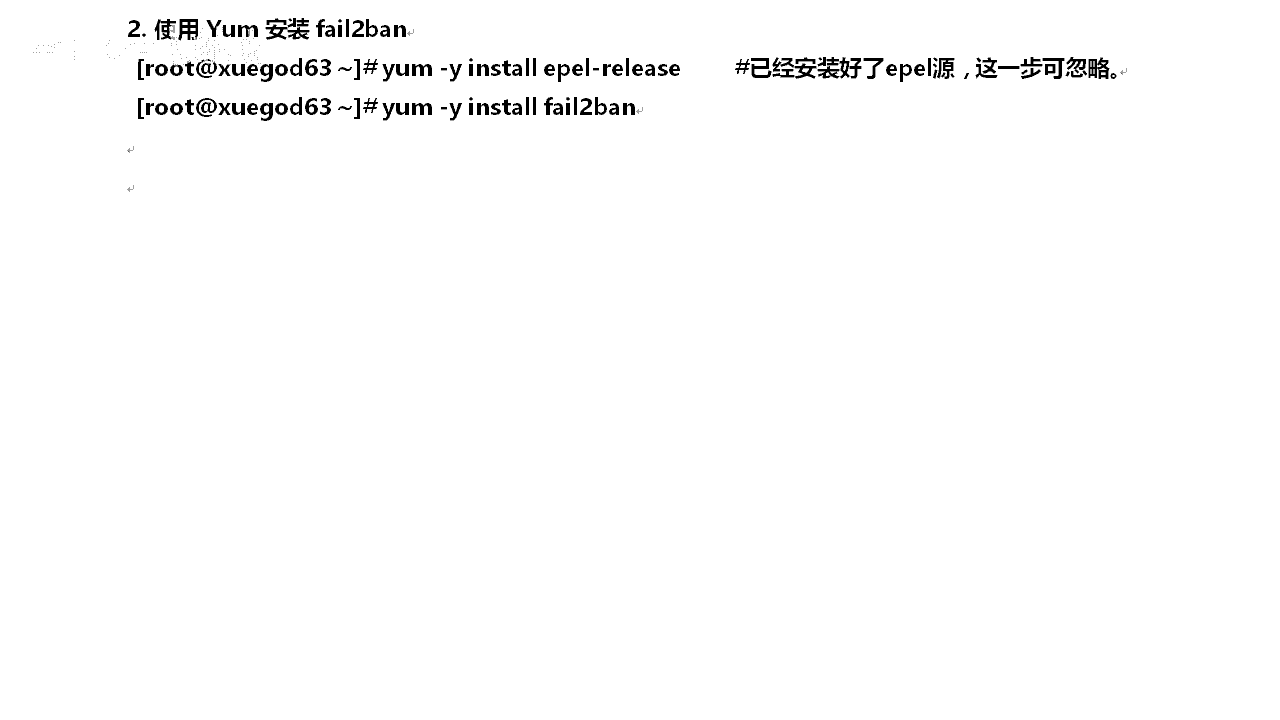 2. 使用 Yum 安装 fail2ban
[root@xuegod63 ~]# yum -y install epel-release #已经安装好了epel源，这一步可忽略。
[root@xuegod63 ~]# yum -y install fail2ban